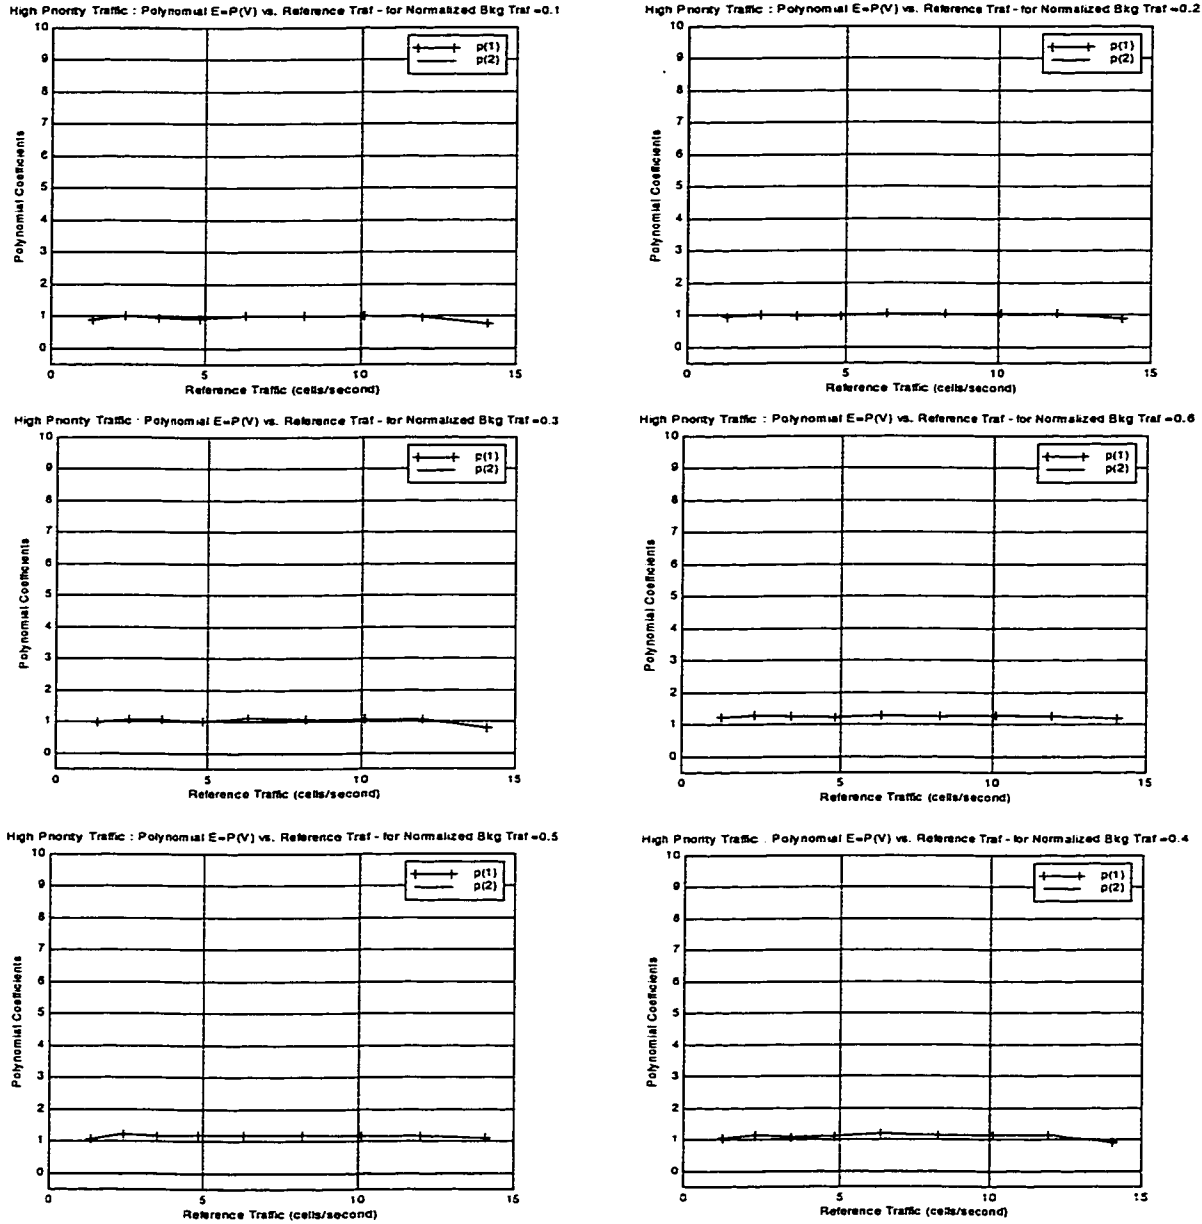 High Priority Traffic : Polynomial E=P(V) vs. Reference Traf - for Normalized Bkg Traf =0.1
p(1)
p(2)
10
9
8
7
6
5
4
3
2
1
0
Polynomial Coefficients
0 5 10 15
Reference Traffic (cells/second)
High Priority Traffic : Polynomial E=P(V) vs. Reference Traf - for Normalized Bkg Traf =0.2
p(1)
p(2)
10
9
8
7
6
5
4
3
2
1
0
Polynomial Coefficients
0 5 10 15
Reference Traffic (cells/second)
High Priority Traffic : Polynomial E=P(V) vs. Reference Traf - for Normalized Bkg Traf =0.3
p(1)
p(2)
10
9
8
7
6
5
4
3
2
1
0
Polynomial Coefficients
0 5 10 15
Reference Traffic (cells/second)
High Priority Traffic : Polynomial E=P(V) vs. Reference Traf - for Normalized Bkg Traf =0.6
p(1)
p(2)
10
9
8
7
6
5
4
3
2
1
0
Polynomial Coefficients
0 5 10 15
Reference Traffic (cells/second)
High Priority Traffic : Polynomial E=P(V) vs. Reference Traf - for Normalized Bkg Traf =0.5
p(1)
p(2)
10
9
8
7
6
5
4
3
2
1
0
Polynomial Coefficients
0 5 10 15
Reference Traffic (cells/second)
High Priority Traffic : Polynomial E=P(V) vs. Reference Traf - for Normalized Bkg Traf =0.4
p(1)
p(2)
10
9
8
7
6
5
4
3
2
1
0
Polynomial Coefficients
0 5 10 15
Reference Traffic (cells/second)